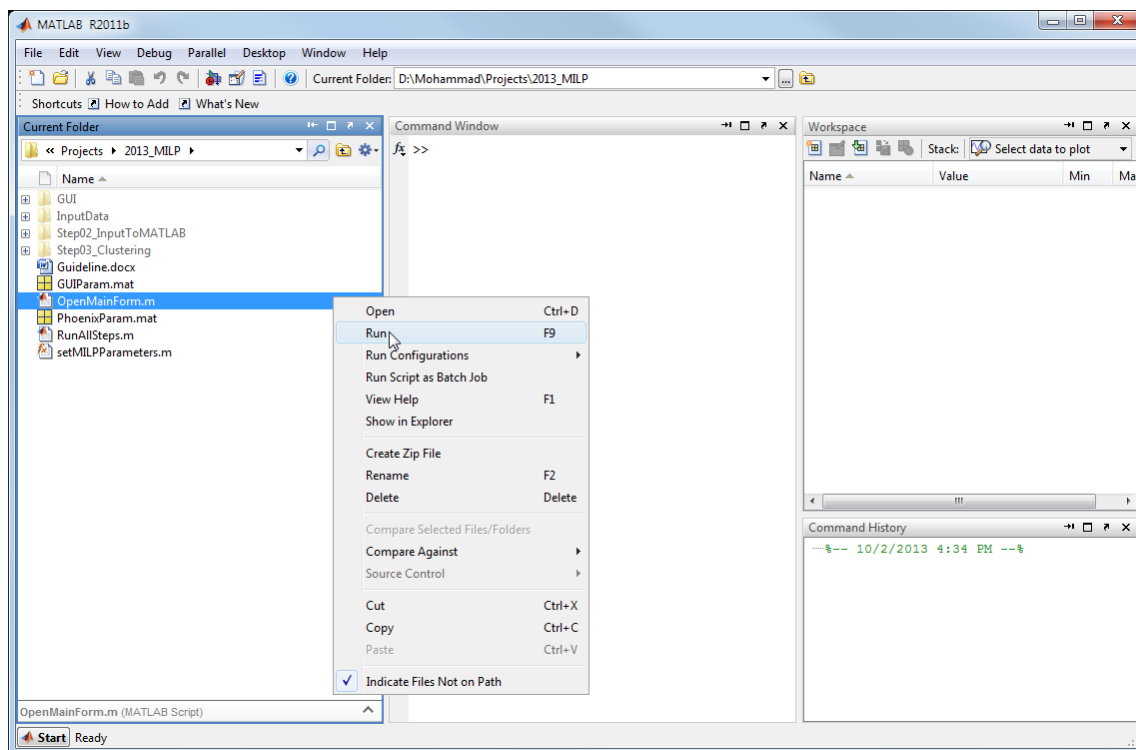 MATLAB R2011b
File Edit View Debug Parallel Desktop Window Help
Current Folder: D:\Mohammad\Projects\2013_MILP
Shortcuts How to Add What's New
Current Folder
« Projects 2013_MILP
Name
GUI
InputData
Step02_InputToMATLAB
Step03_Clustering
Guideline.docx
GUIParam.mat
OpenMainForm.m
PhoenixParam.mat
RunAllSteps.m
setMILPParameters.m
OpenMainForm.m (MATLAB Script)
Open Ctrl+D
Run F9
Run Configurations
Run Script as Batch Job
View Help F1
Show in Explorer
Create Zip File
Rename F2
Delete Delete
Compare Selected Files/Folders
Compare Against
Source Control
Cut Ctrl+X
Copy Ctrl+C
Paste Ctrl+V
Indicate Files Not on Path
Command Window
fx >>
Workspace
Stack: Select data to plot
Name Value Min Ma
Command History
%-- 10/2/2013 4:34 PM --%
Start Ready